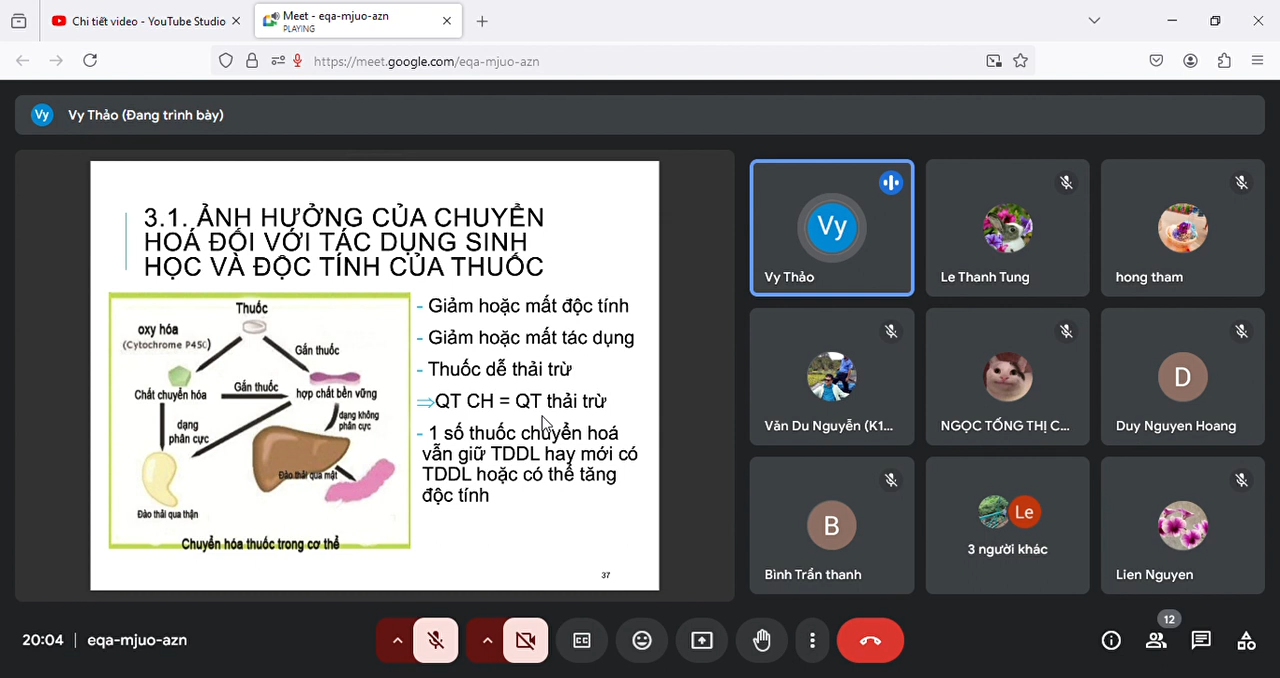 Chi tiết video - YouTube Studio
Meet - eqa-mjuo-azn
PLAYING
https://meet.google.com/eqa-mjuo-azn
Vy
Vy Thảo (Đang trình bày)
3.1. ẢNH HƯỞNG CỦA CHUYỂN
HOÁ ĐỐI VỚI TÁC DỤNG SINH
HỌC VÀ ĐỘC TÍNH CỦA THUỐC
Thuốc
oxy hóa
(Cytochrome P450)
Gắn thuốc
Chất chuyển hóa
Gắn thuốc
hợp chất bền vững
dạng
phân cực
dạng không
phân cực
Đào thải qua mật
Đào thải qua thận
Chuyển hóa thuốc trong cơ thể
- Giảm hoặc mất độc tính
- Giảm hoặc mất tác dụng
- Thuốc dễ thải trừ
⇒QT CH = QT thải trừ
- 1 số thuốc chuyển hoá
vẫn giữ TDDL hay mới có
TDDL hoặc có thể tăng
độc tính
37
Vy
Vy Thảo
Le Thanh Tung
hong tham
Văn Du Nguyễn (K1...
NGỌC TỐNG THỊ C...
D
Duy Nguyen Hoang
B
Bình Trần thanh
Le
3 người khác
Lien Nguyen
20:04 | eqa-mjuo-azn
12